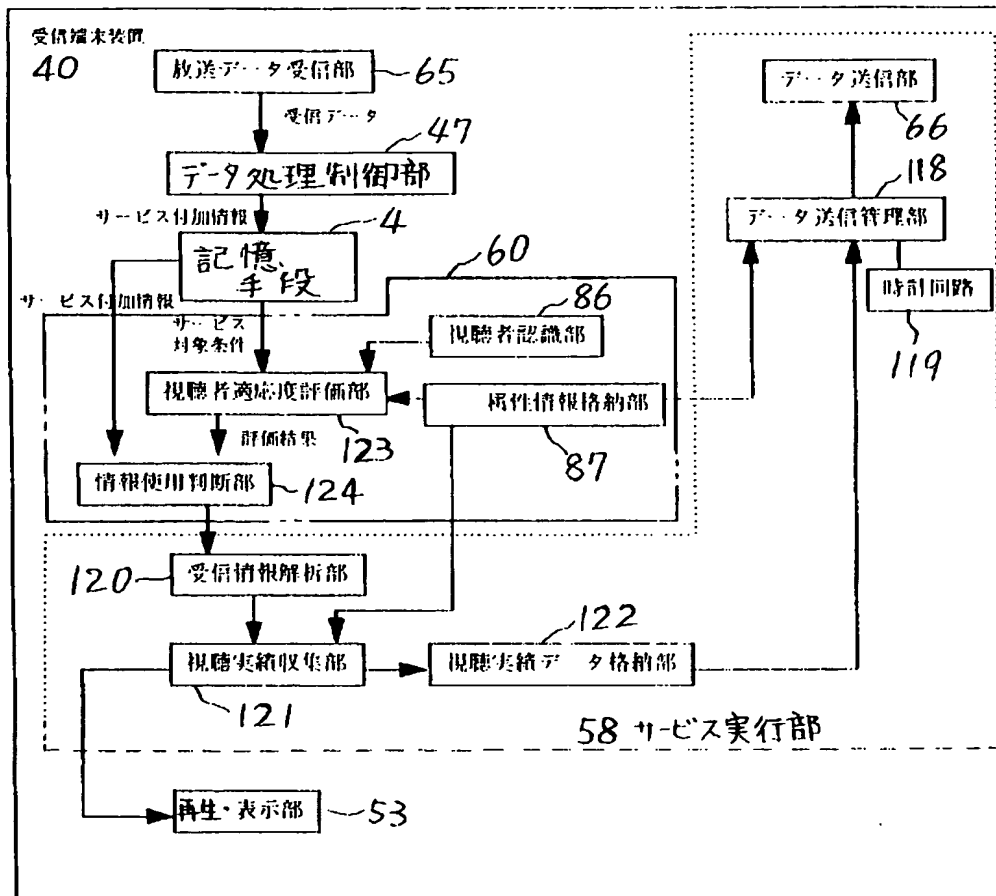 受信端末装置
40
放送データ受信部
65
受信データ
47
データ処理制御部
サービス付加情報
4
記憶
手段
サービス付加情報
サービス
対象条件
60
86
視聴者認識部
視聴者適応度評価部
123
属性情報格納部
87
評価結果
情報使用判断部
124
120
受信情報解析部
視聴実績収集部
121
122
視聴実績データ格納部
58 サービス実行部
再生・表示部
53
データ送信部
66
118
データ送信管理部
時計回路
119